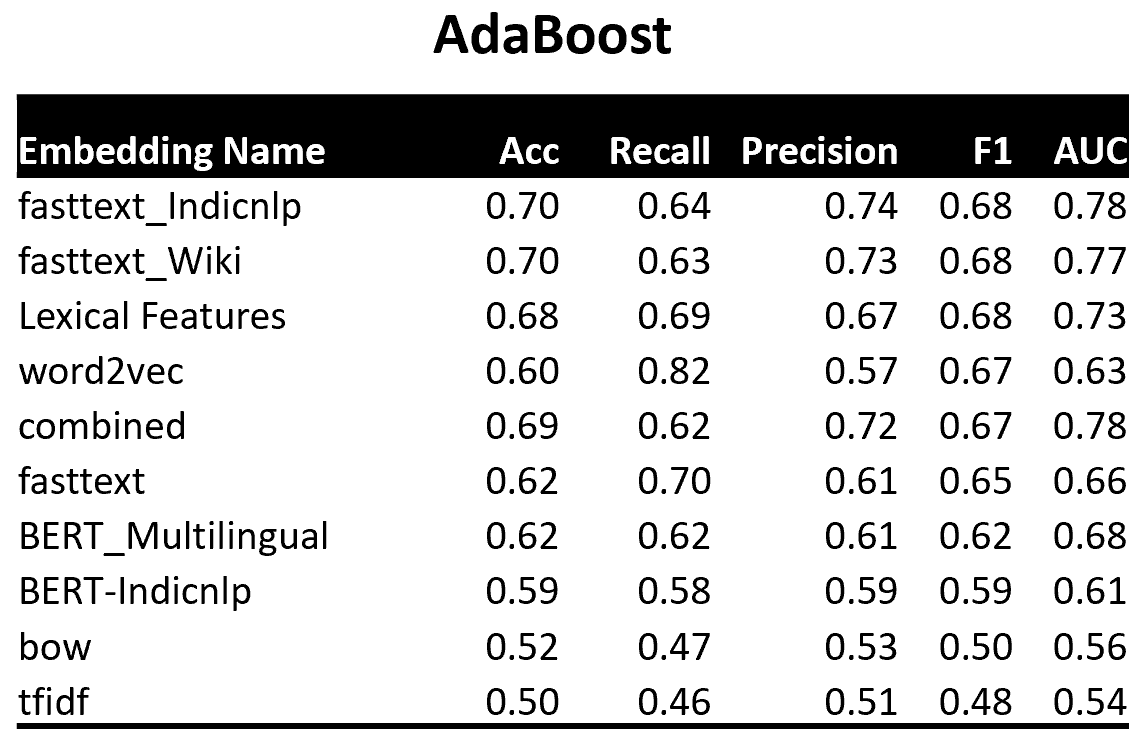 AdaBoost
Embedding Name Acc Recall Precision F1 AUC
fasttext_Indicnlp 0.70 0.64 0.74 0.68 0.78
fasttext_Wiki 0.70 0.63 0.73 0.68 0.77
Lexical Features 0.68 0.69 0.67 0.68 0.73
word2vec 0.60 0.82 0.57 0.67 0.63
combined 0.69 0.62 0.72 0.67 0.78
fasttext 0.62 0.70 0.61 0.65 0.66
BERT_Multilingual 0.62 0.62 0.61 0.62 0.68
BERT-Indicnlp 0.59 0.58 0.59 0.59 0.61
bow 0.52 0.47 0.53 0.50 0.56
tfidf 0.50 0.46 0.51 0.48 0.54